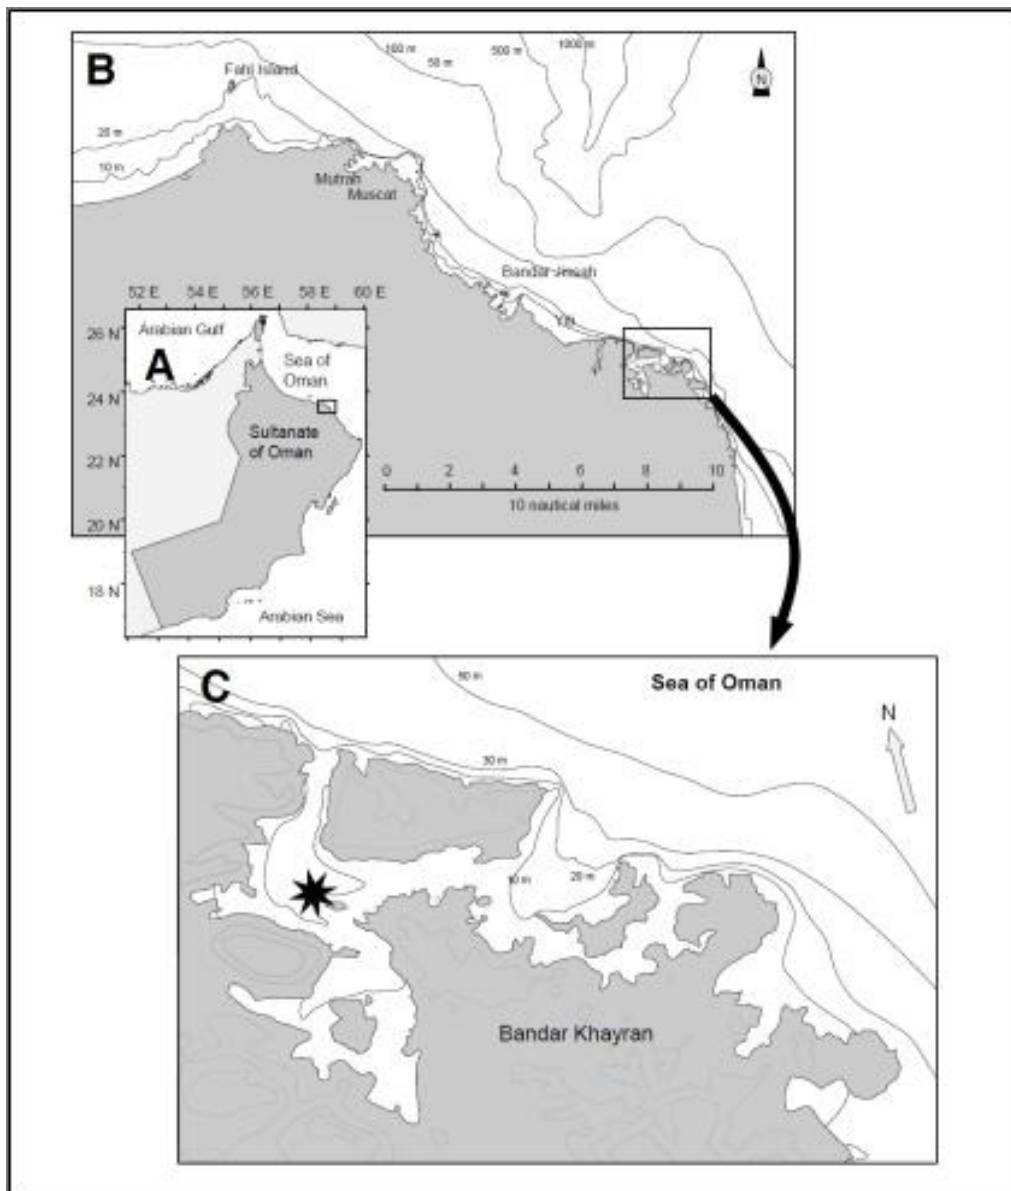 B
Fahl Island
100 m
50 m
500 m
1000 m
N
20 m
10 m
Mutrah
Muscat
Bandar Jissah
52 E 54 E 56 E 58 E 60 E
26 N
24 N
22 N
20 N
18 N
A
Arabian Gulf
Sea of
Oman
Sultanate
of Oman
Arabian Sea
0 2 4 6 8 10
10 nautical miles
C
50 m
Sea of Oman
N
30 m
10 m
20 m
Bandar Khayran